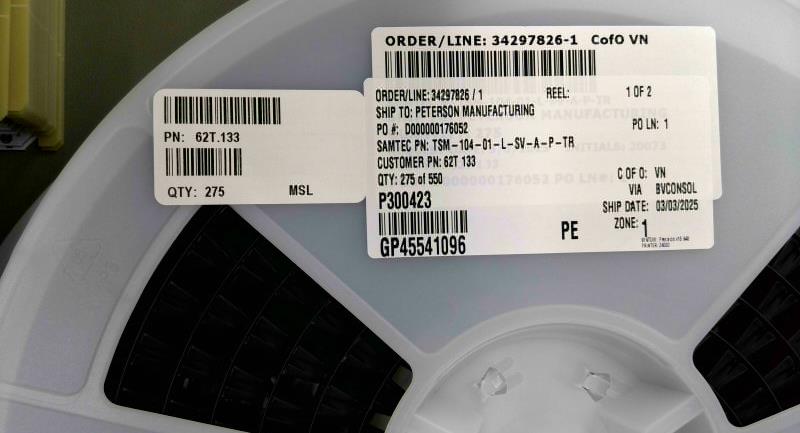 ORDER/LINE: 34297826-1 CofO VN
PN: 62T.133
QTY: 275 MSL
ORDER/LINE:34297826 / 1 REEL: 1 OF 2
SHIP TO: PETERSON MANUFACTURING
PO #: D000000176052 PO LN: 1
SAMTEC PN: TSM-104-01-L-SV-A-P-TR
CUSTOMER PN: 62T 133
QTY: 275 of 550 C OF O: VN
VIA BVCONSOL
P300423 SHIP DATE: 03/03/2025
ZONE: 1
GP45541096 PE